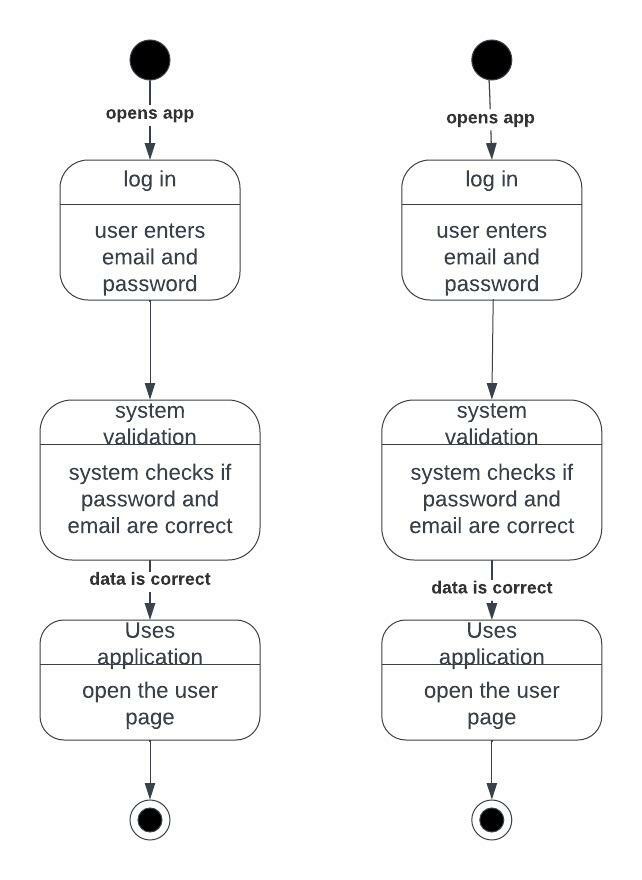 opens app
log in
user enters
email and
password
system
validation
system checks if
password and
email are correct
data is correct
Uses
application
open the user
page
opens app
log in
user enters
email and
password
system
validation
system checks if
password and
email are correct
data is correct
Uses
application
open the user
page